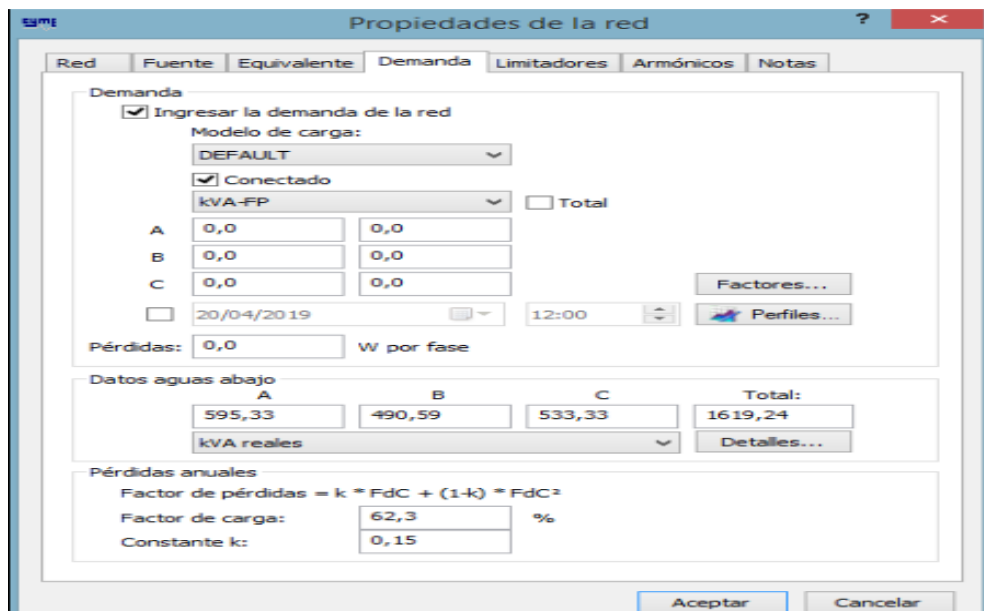 CYME
Propiedades de la red ?
Red Fuente Equivalente Demanda Limitadores Armónicos Notas
Demanda
Ingresar la demanda de la red
Modelo de carga:
DEFAULT
Conectado
kVA-FP Total
A 0,0 0,0
B 0,0 0,0
C 0,0 0,0 Factores...
20/04/2019 12:00 Perfiles...
Pérdidas: 0,0 W por fase
Datos aguas abajo
A B C Total:
595,33 490,59 533,33 1619,24
kVA reales Detalles...
Pérdidas anuales
Factor de pérdidas = k * FdC + (1-k) * FdC²
Factor de carga: 62,3 %
Constante k: 0,15
Aceptar Cancelar